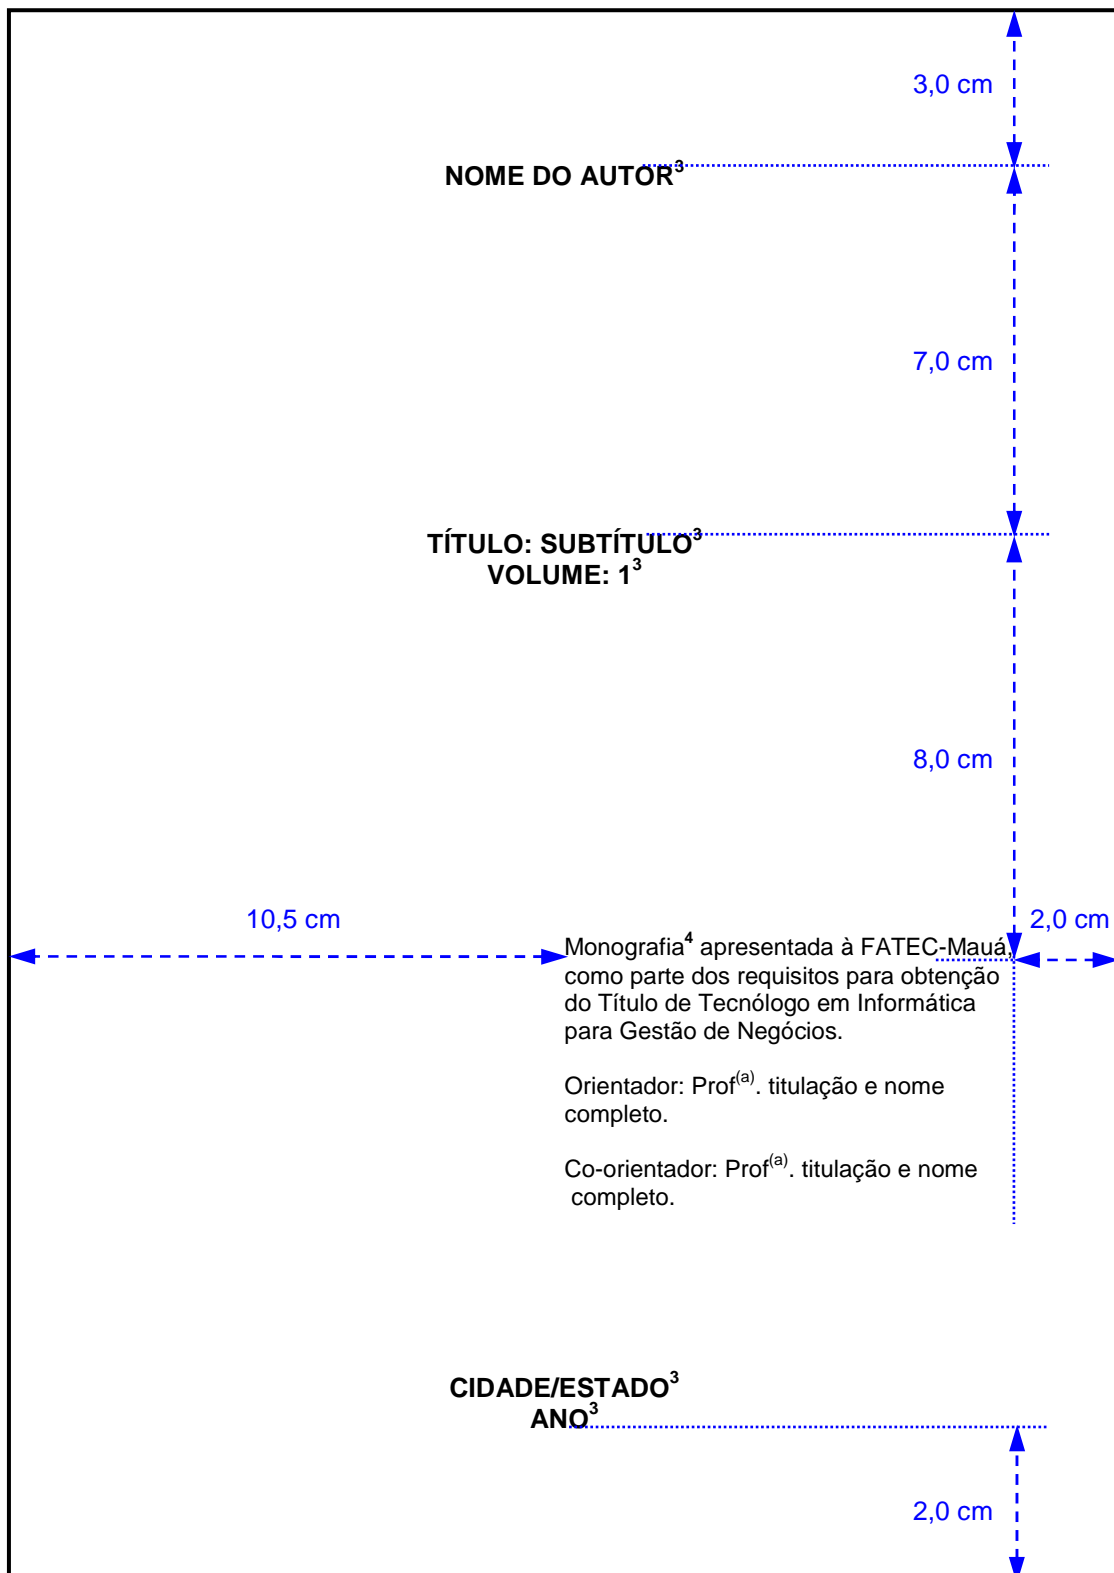 3,0 cm
NOME DO AUTOR³
7,0 cm
TÍTULO: SUBTÍTULO³
VOLUME: 1³
8,0 cm
10,5 cm
2,0 cm
Monografia⁴ apresentada à FATEC-Mauá,
como parte dos requisitos para obtenção
do Título de Tecnólogo em Informática
para Gestão de Negócios.
Orientador: Prof⁽ᵃ⁾. titulação e nome
completo.
Co-orientador: Prof⁽ᵃ⁾. titulação e nome
completo.
CIDADE/ESTADO³
ANO³
2,0 cm